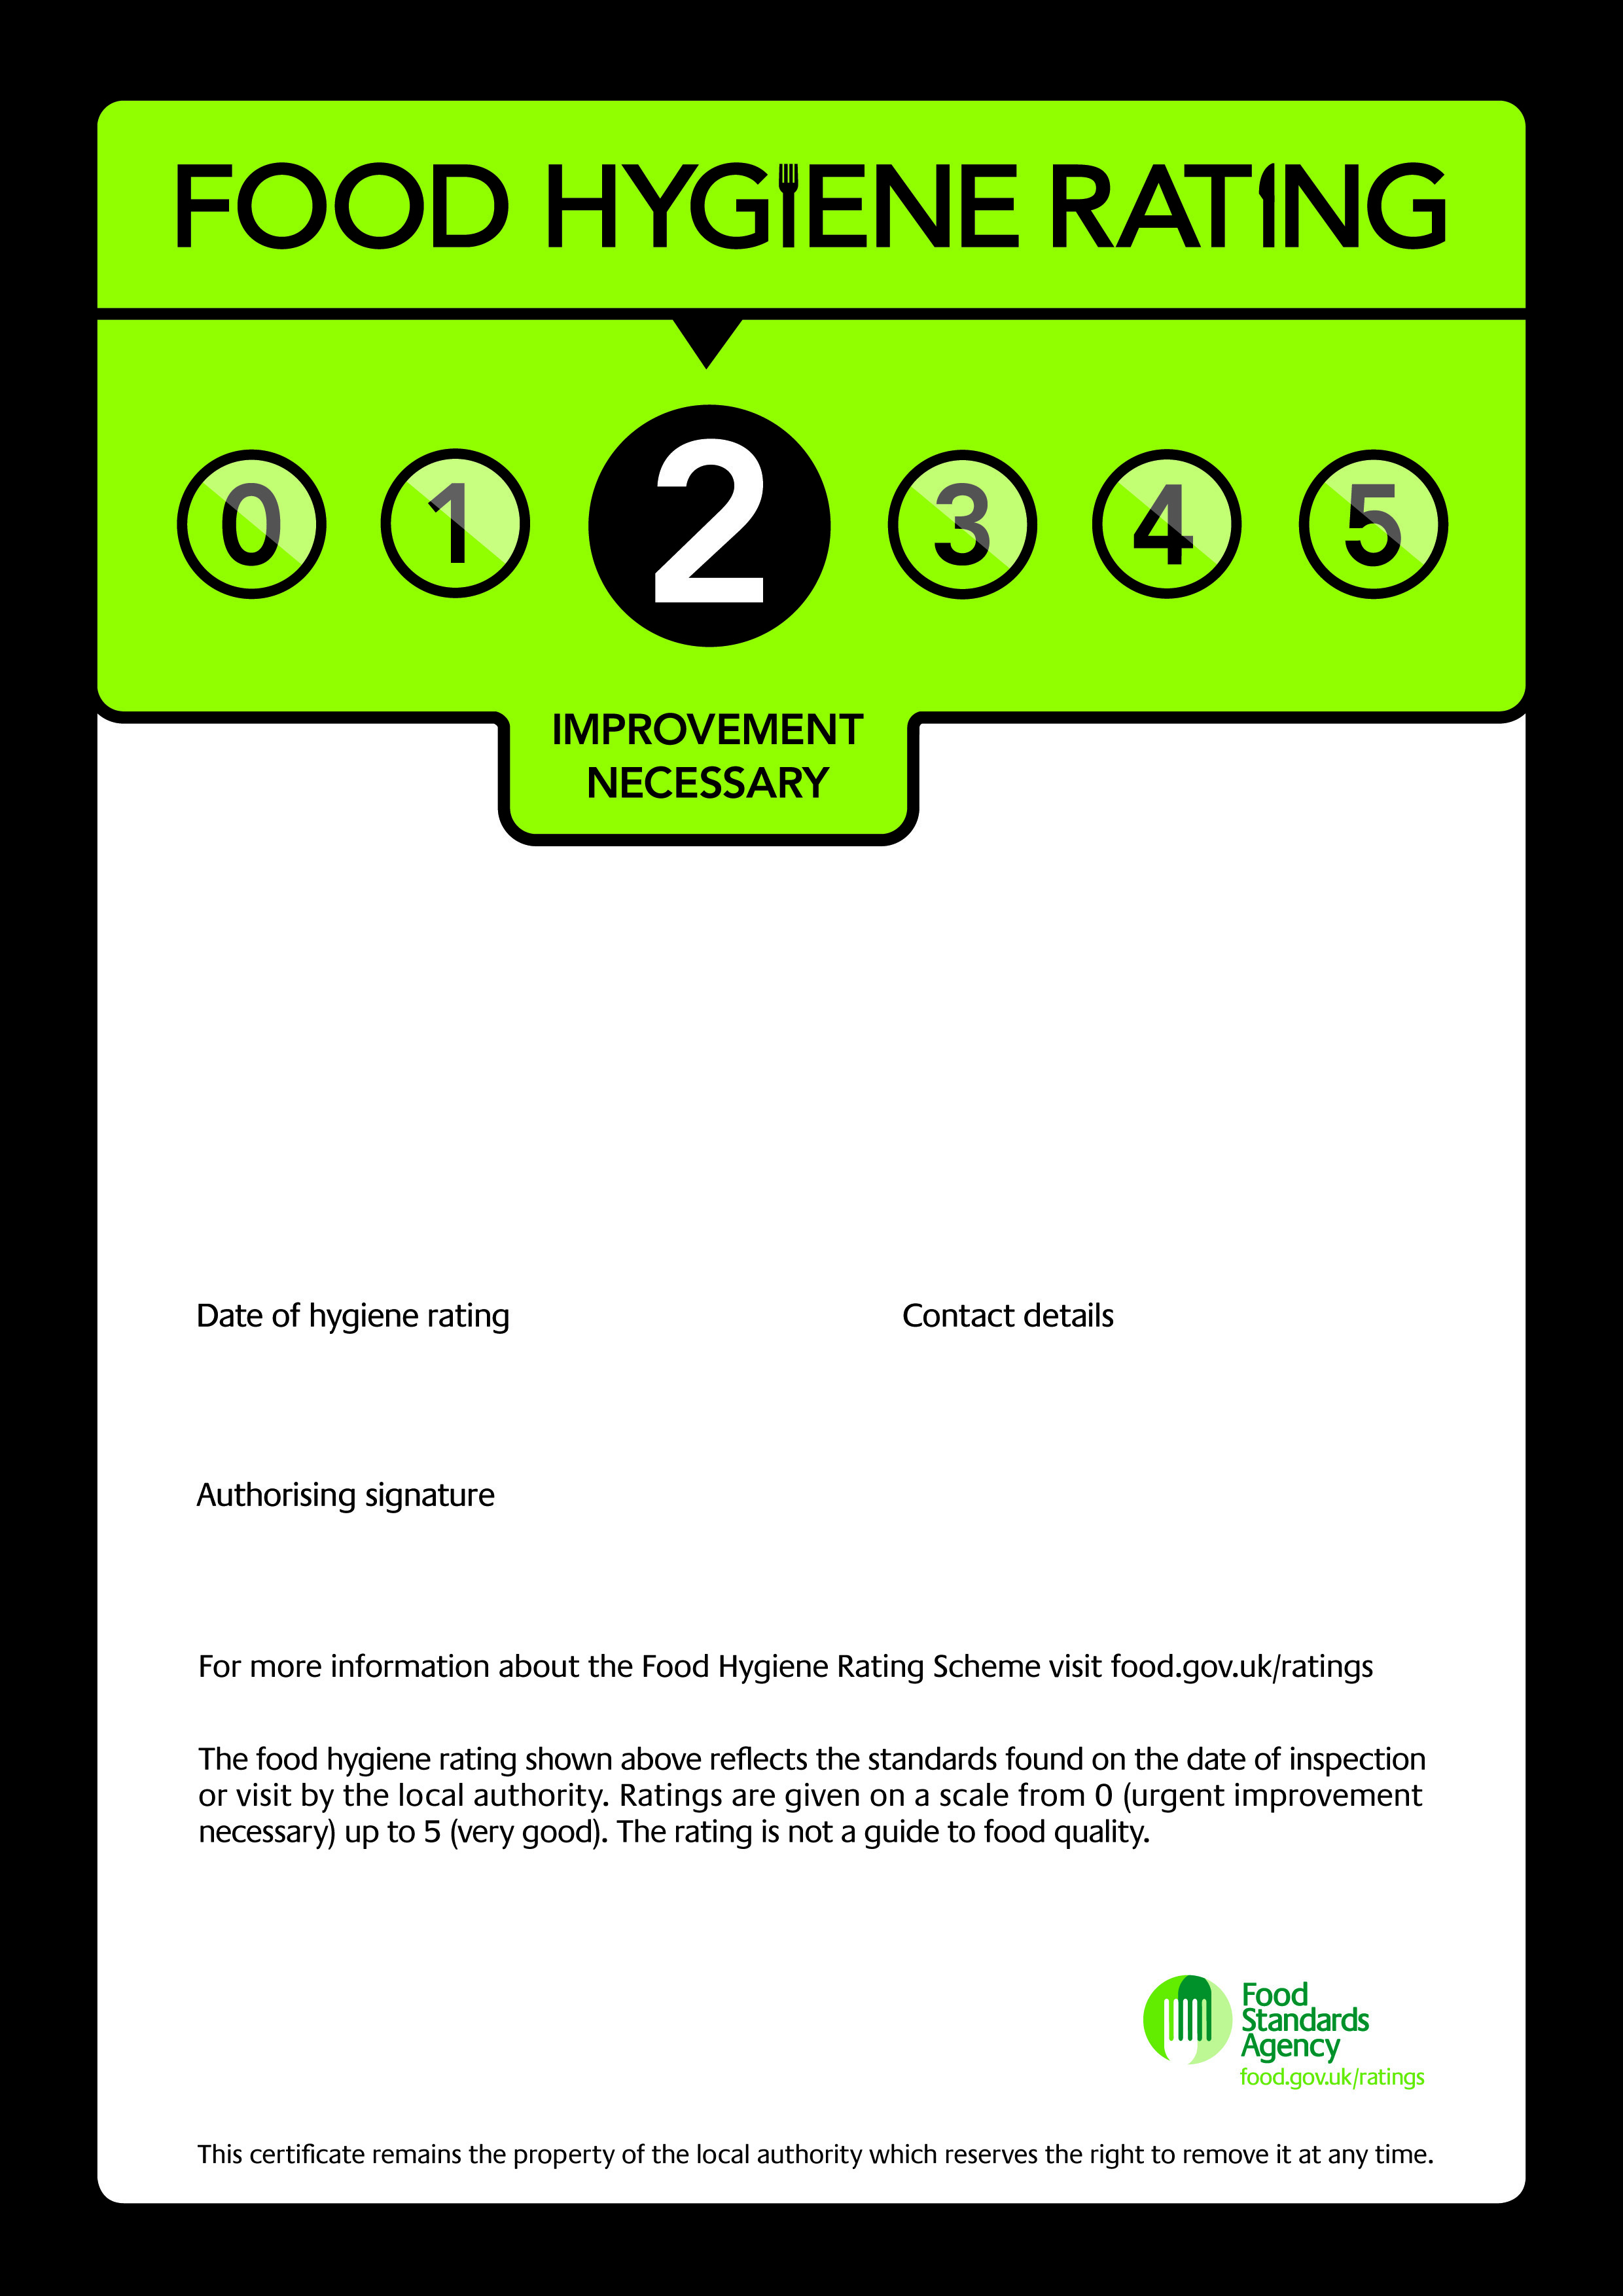 FOOD HYGIENE RATING
0 1 2 3 4 5
IMPROVEMENT
NECESSARY
Date of hygiene rating
Contact details
Authorising signature
For more information about the Food Hygiene Rating Scheme visit food.gov.uk/ratings
The food hygiene rating shown above reflects the standards found on the date of inspection
or visit by the local authority. Ratings are given on a scale from 0 (urgent improvement
necessary) up to 5 (very good). The rating is not a guide to food quality.
Food
Standards
Agency
food.gov.uk/ratings
This certificate remains the property of the local authority which reserves the right to remove it at any time.